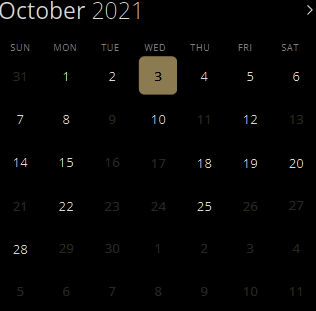 October 2021
SUN MON TUE WED THU FRI SAT
31 1 2 3 4 5 6
7 8 9 10 11 12 13
14 15 16 17 18 19 20
21 22 23 24 25 26 27
28 29 30 1 2 3 4
5 6 7 8 9 10 11